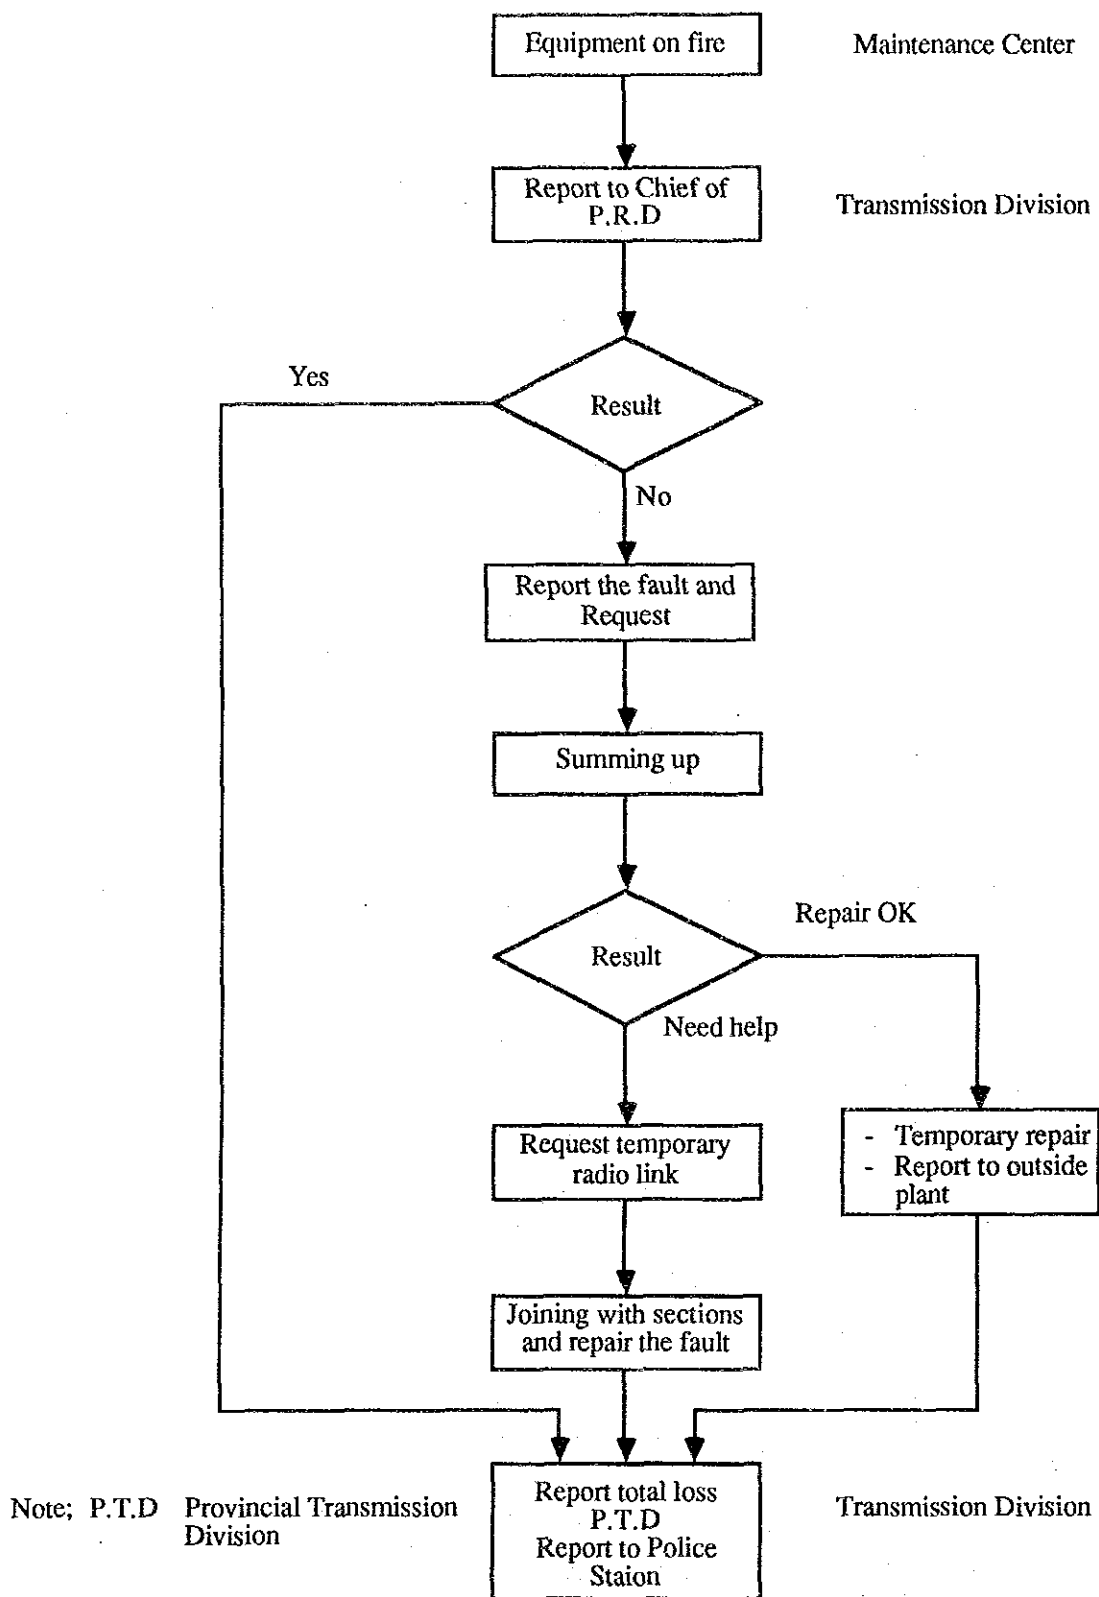 Equipment on fire
Maintenance Center
Report to Chief of
P.R.D
Transmission Division
Yes
Result
No
Report the fault and
Request
Summing up
Repair OK
Result
Need help
Request temporary
radio link
- Temporary repair
- Report to outside
plant
Joining with sections
and repair the fault
Note; P.T.D Provincial Transmission
Division
Report total loss
P.T.D
Report to Police
Staion
Transmission Division